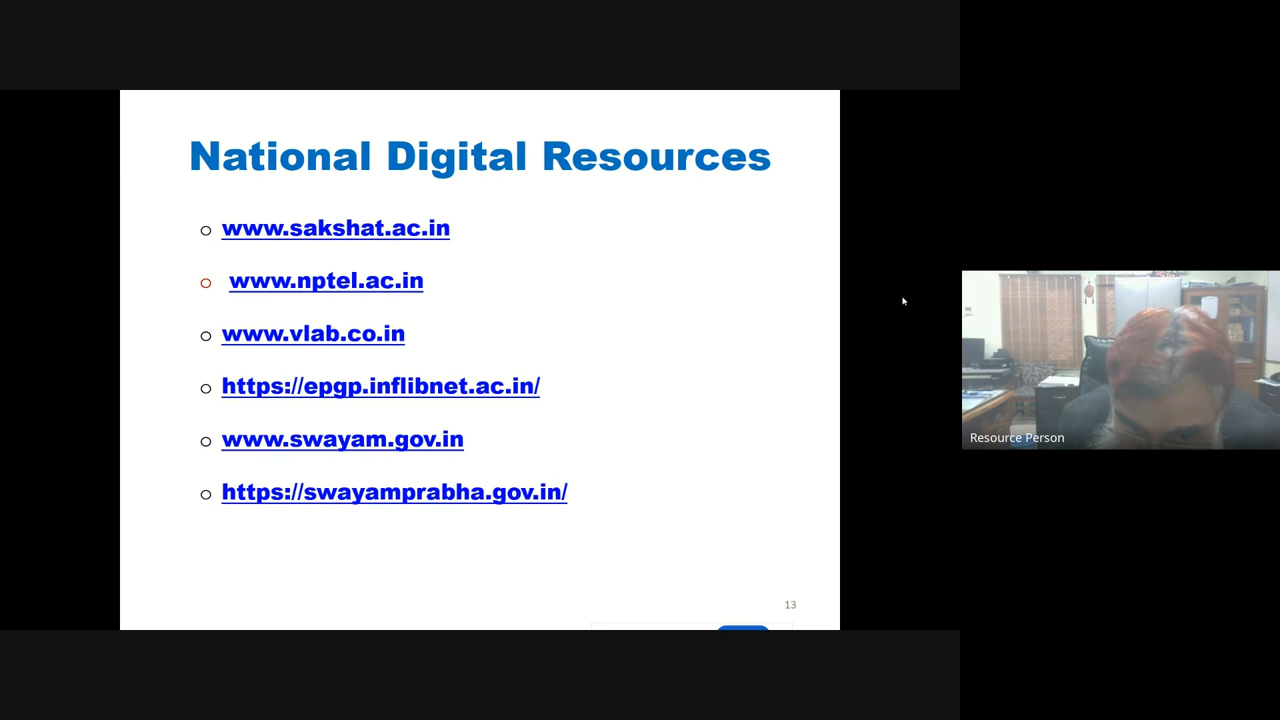 National Digital Resources
www.sakshat.ac.in
www.nptel.ac.in
www.vlab.co.in
https://epgp.inflibnet.ac.in/
www.swayam.gov.in
https://swayamprabha.gov.in/
13
Resource Person